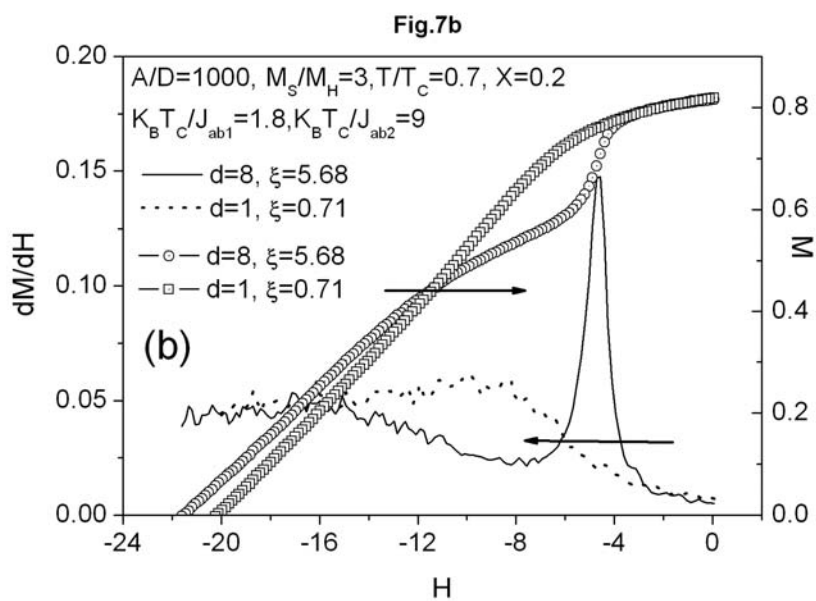 Fig.7b
A/D=1000, M_S/M_H=3,T/T_C=0.7, X=0.2
K_BT_C/J_ab1=1.8,K_BT_C/J_ab2=9
d=8, ξ=5.68
d=1, ξ=0.71
d=8, ξ=5.68
d=1, ξ=0.71
(b)
dM/dH
0.20
0.15
0.10
0.05
0.00
M
0.8
0.6
0.4
0.2
0.0
-24 -20 -16 -12 -8 -4 0
H